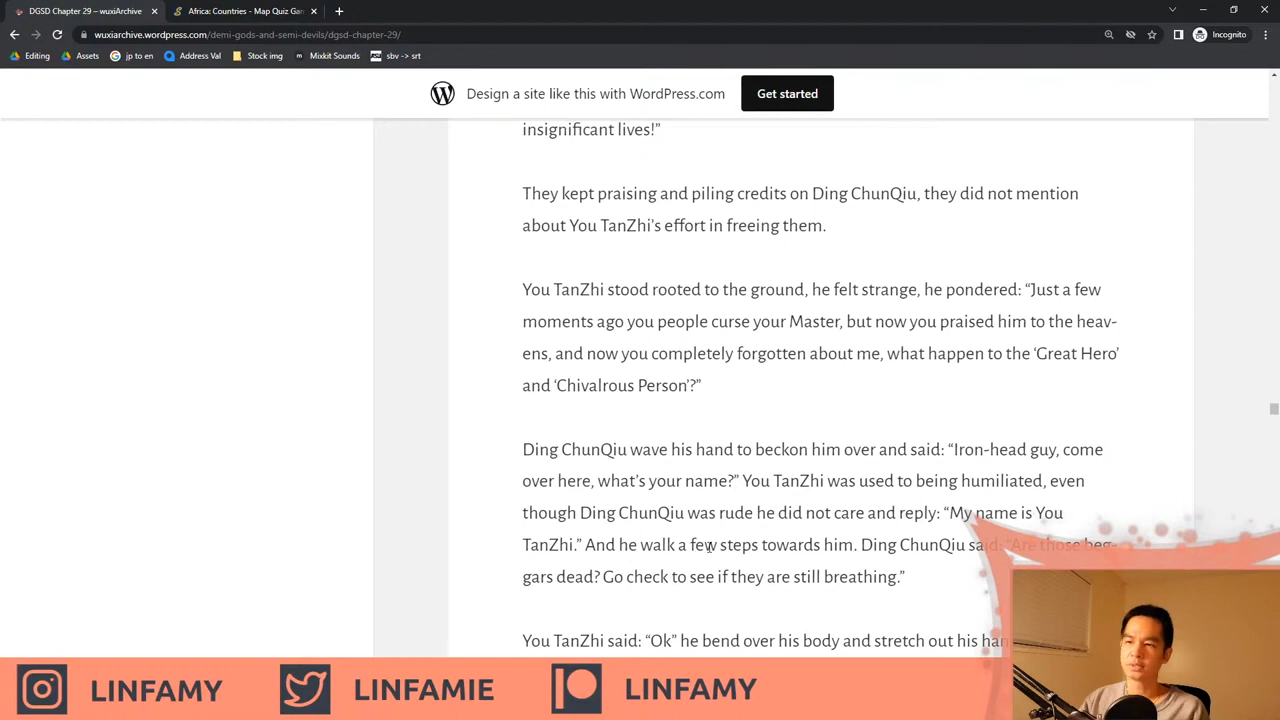 DGSD Chapter 29 – wuxiArchive
Africa: Countries - Map Quiz Gam
wuxiarchive.wordpress.com/demi-gods-and-semi-devils/dgsd-chapter-29/
Incognito
Editing
Assets
jp to en
Address Val
Stock img
Mixkit Sounds
sbv -> srt
Design a site like this with WordPress.com
Get started
insignificant lives!”
They kept praising and piling credits on Ding ChunQiu, they did not mention
about You TanZhi’s effort in freeing them.
You TanZhi stood rooted to the ground, he felt strange, he pondered: “Just a few
moments ago you people curse your Master, but now you praised him to the heav-
ens, and now you completely forgotten about me, what happen to the ‘Great Hero’
and ‘Chivalrous Person’?”
Ding ChunQiu wave his hand to beckon him over and said: “Iron-head guy, come
over here, what’s your name?” You TanZhi was used to being humiliated, even
though Ding ChunQiu was rude he did not care and reply: “My name is You
TanZhi.” And he walk a few steps towards him. Ding ChunQiu said: “Are those beg-
gars dead? Go check to see if they are still breathing.”
You TanZhi said: “Ok” he bend over his body and stretch out his han
LINFAMY
LINFAMIE
LINFAMY